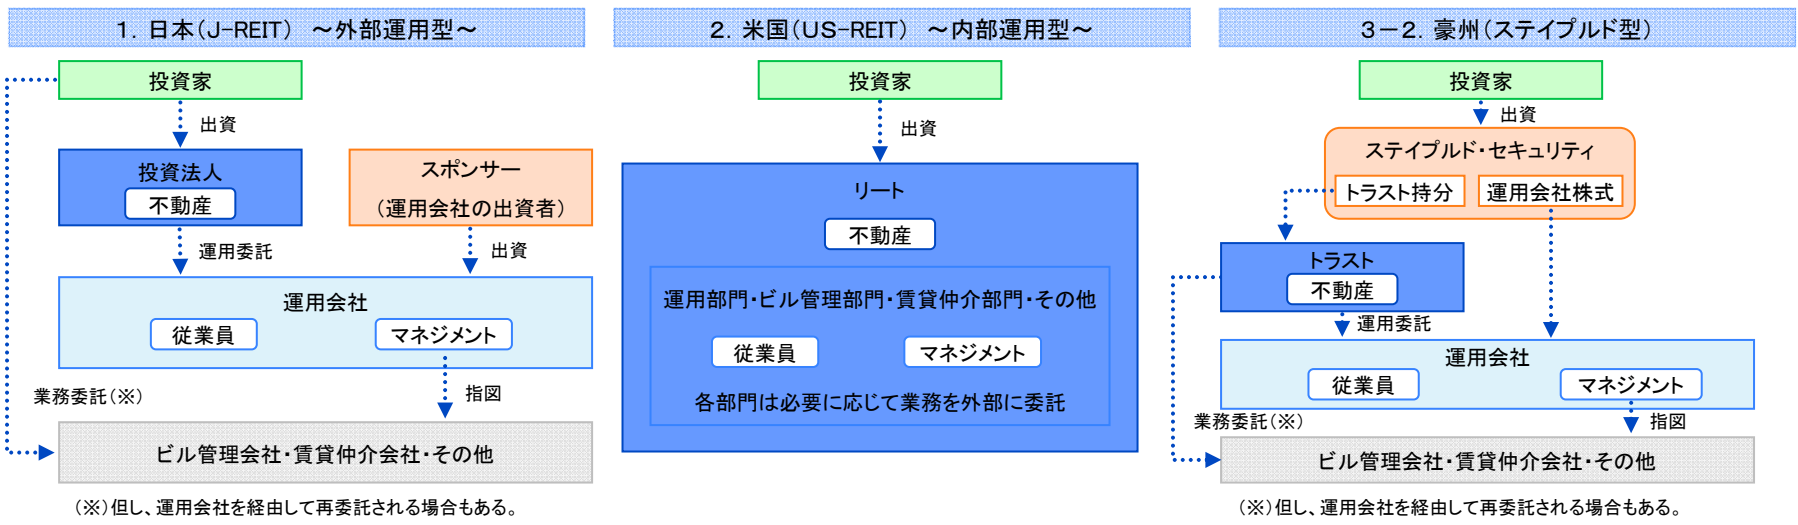 1．日本（J-REIT）　～外部運用型～
投資家
出資
投資法人
不動産
スポンサー
（運用会社の出資者）
運用委託
出資
運用会社
従業員
マネジメント
業務委託（※）
指図
ビル管理会社・賃貸仲介会社・その他
（※）但し、運用会社を経由して再委託される場合もある。
2．米国（US-REIT）　～内部運用型～
投資家
出資
リート
不動産
運用部門・ビル管理部門・賃貸仲介部門・その他
従業員
マネジメント
各部門は必要に応じて業務を外部に委託
3－2．豪州（ステイプルド型）
投資家
出資
ステイプルド・セキュリティ
トラスト持分
運用会社株式
トラスト
不動産
運用委託
運用会社
従業員
マネジメント
業務委託（※）
指図
ビル管理会社・賃貸仲介会社・その他
（※）但し、運用会社を経由して再委託される場合もある。